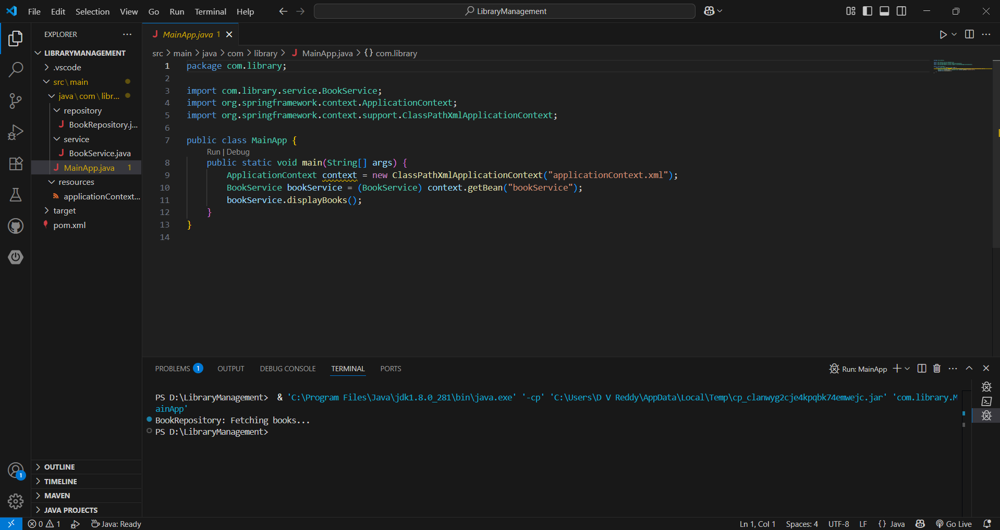 File Edit Selection View Go Run Terminal Help
LibraryManagement
EXPLORER
LIBRARYMANAGEMENT
.vscode
src\main
java\com\libr...
repository
BookRepository.j...
service
BookService.java
MainApp.java 1
resources
applicationContext...
target
pom.xml
OUTLINE
TIMELINE
MAVEN
JAVA PROJECTS
MainApp.java 1
src > main > java > com > library > MainApp.java > {} com.library
1 package com.library;
2
3 import com.library.service.BookService;
4 import org.springframework.context.ApplicationContext;
5 import org.springframework.context.support.ClassPathXmlApplicationContext;
6
7 public class MainApp {
Run | Debug
8 public static void main(String[] args) {
9 ApplicationContext context = new ClassPathXmlApplicationContext("applicationContext.xml");
10 BookService bookService = (BookService) context.getBean("bookService");
11 bookService.displayBooks();
12 }
13 }
14
PROBLEMS 1 OUTPUT DEBUG CONSOLE TERMINAL PORTS
Run: MainApp
PS D:\LibraryManagement> & 'C:\Program Files\Java\jdk1.8.0_281\bin\java.exe' '-cp' 'C:\Users\D V Reddy\AppData\Local\Temp\cp_clanwyg2cje4kpqbk74emwejc.jar' 'com.library.M
ainApp'
BookRepository: Fetching books...
PS D:\LibraryManagement>
1
0 1 Java: Ready
Ln 1, Col 1 Spaces: 4 UTF-8 LF {} Java Go Live